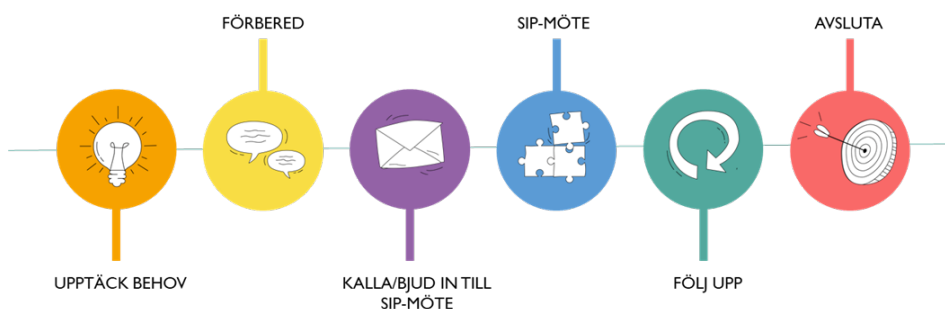 FÖRBERED
SIP-MÖTE
AVSLUTA
UPPTÄCK BEHOV
KALLA/BJUD IN TILL
SIP-MÖTE
FÖLJ UPP